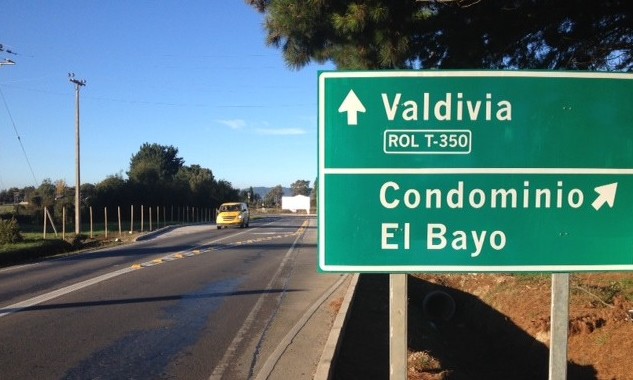 Valdivia
ROL T-350
Condominio
El Bayo